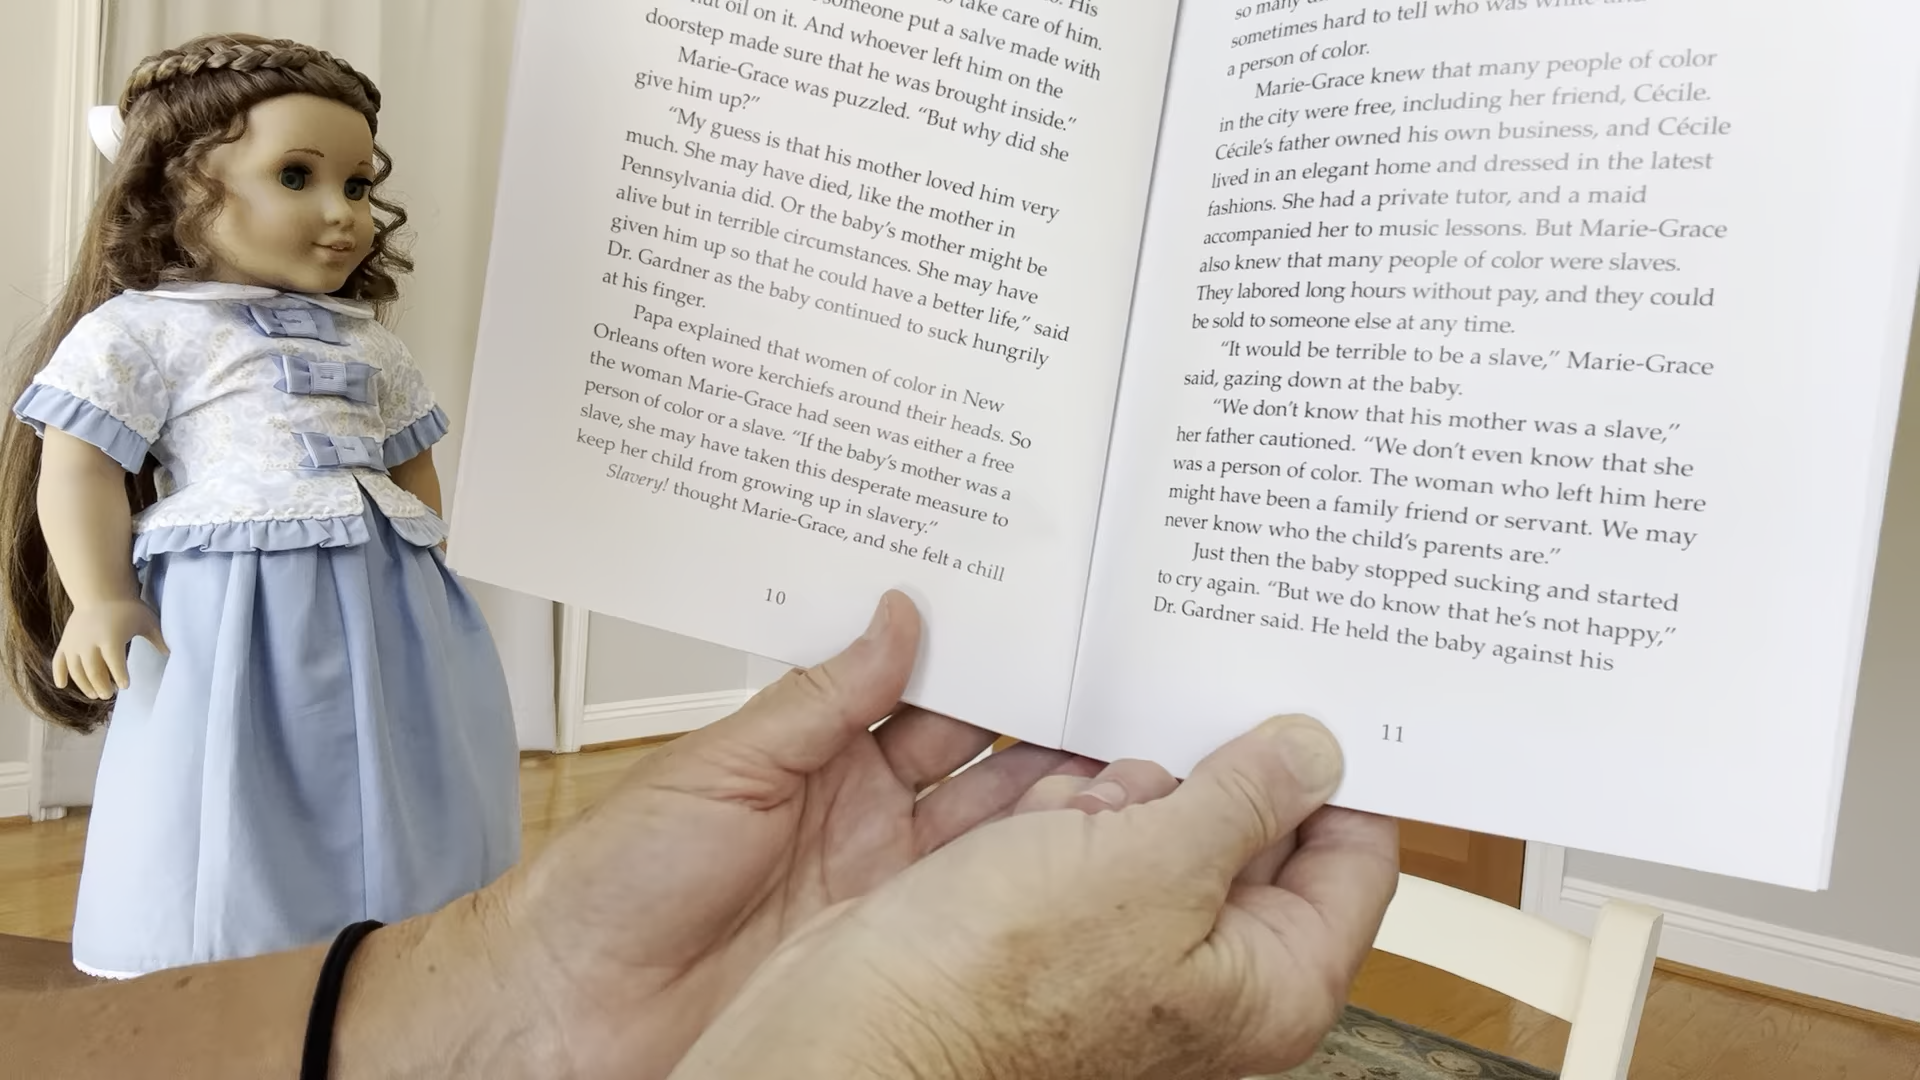 take care of him. His
someone put a salve made with
oil on it. And whoever left him on the
doorstep made sure that he was brought inside.”
Marie-Grace was puzzled. “But why did she
give him up?”
“My guess is that his mother loved him very
much. She may have died, like the mother in
Pennsylvania did. Or the baby’s mother might be
alive but in terrible circumstances. She may have
given him up so that he could have a better life,” said
Dr. Gardner as the baby continued to suck hungrily
at his finger.
Papa explained that women of color in New
Orleans often wore kerchiefs around their heads. So
the woman Marie-Grace had seen was either a free
person of color or a slave. “If the baby’s mother was a
slave, she may have taken this desperate measure to
keep her child from growing up in slavery.”
Slavery! thought Marie-Grace, and she felt a chill
10
so many
sometimes hard to tell who was white
a person of color.
Marie-Grace knew that many people of color
in the city were free, including her friend, Cécile.
Cécile’s father owned his own business, and Cécile
lived in an elegant home and dressed in the latest
fashions. She had a private tutor, and a maid
accompanied her to music lessons. But Marie-Grace
also knew that many people of color were slaves.
They labored long hours without pay, and they could
be sold to someone else at any time.
“It would be terrible to be a slave,” Marie-Grace
said, gazing down at the baby.
“We don’t know that his mother was a slave,”
her father cautioned. “We don’t even know that she
was a person of color. The woman who left him here
might have been a family friend or servant. We may
never know who the child’s parents are.”
Just then the baby stopped sucking and started
to cry again. “But we do know that he’s not happy,”
Dr. Gardner said. He held the baby against his
11